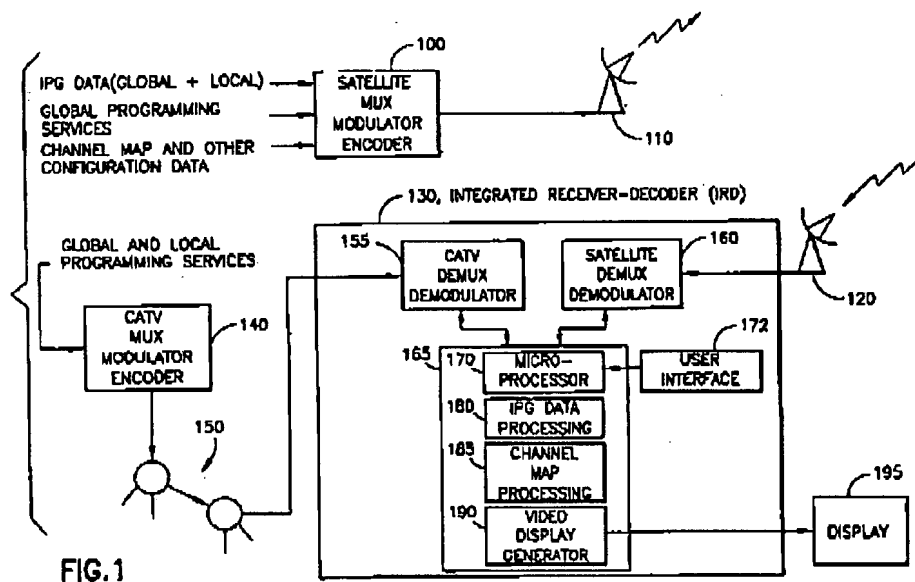 100
IPG DATA(GLOBAL + LOCAL)
GLOBAL PROGRAMMING
SERVICES
CHANNEL MAP AND OTHER
CONFIGURATION DATA
SATELLITE
MUX
MODULATOR
ENCODER
110
130, INTEGRATED RECEIVER-DECODER (IRD)
GLOBAL AND LOCAL
PROGRAMMING SERVICES
155
CATV
DEMUX
DEMODULATOR
SATELLITE
DEMUX
DEMODULATOR
160
120
CATV
MUX
MODULATOR
ENCODER
140
165
170
MICRO-
PROCESSOR
172
USER
INTERFACE
180
IPG DATA
PROCESSING
150
185
CHANNEL
MAP
PROCESSING
190
VIDEO
DISPLAY
GENERATOR
195
DISPLAY
FIG.1